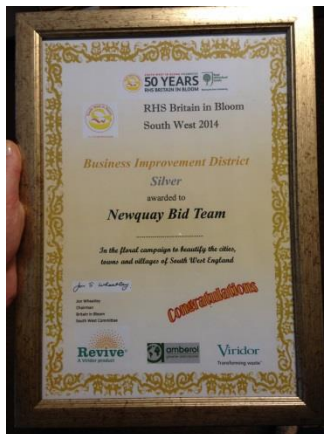 50 YEARS
RHS BRITAIN IN BLOOM
RHS Britain in Bloom
South West 2014
Business Improvement District
Silver
awarded to
Newquay Bid Team
In the floral campaign to beautify the cities,
towns and villages of South West England
Jon Wheatley
Chairman
Britain in Bloom
South West Committee
Congratulations
Revive
A Viridor product
amberol
Viridor
Transforming waste